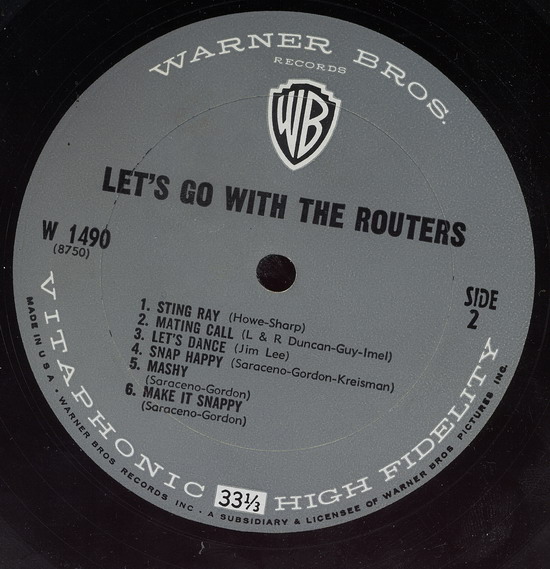 WARNER BROS.
RECORDS
WB
LET'S GO WITH THE ROUTERS
W 1490
(8750)
SIDE
2
1. STING RAY (Howe-Sharp)
2. MATING CALL (L & R Duncan-Guy-Imel)
3. LET'S DANCE (Jim Lee)
4. SNAP HAPPY (Saraceno-Gordon-Kreisman)
5. MASHY
(Saraceno-Gordon)
6. MAKE IT SNAPPY
(Saraceno-Gordon)
VITAPHONIC 33⅓ HIGH FIDELITY
MADE IN U.S.A. • WARNER BROS RECORDS INC • A SUBSIDIARY & LICENSEE OF WARNER BROS PICTURES INC.